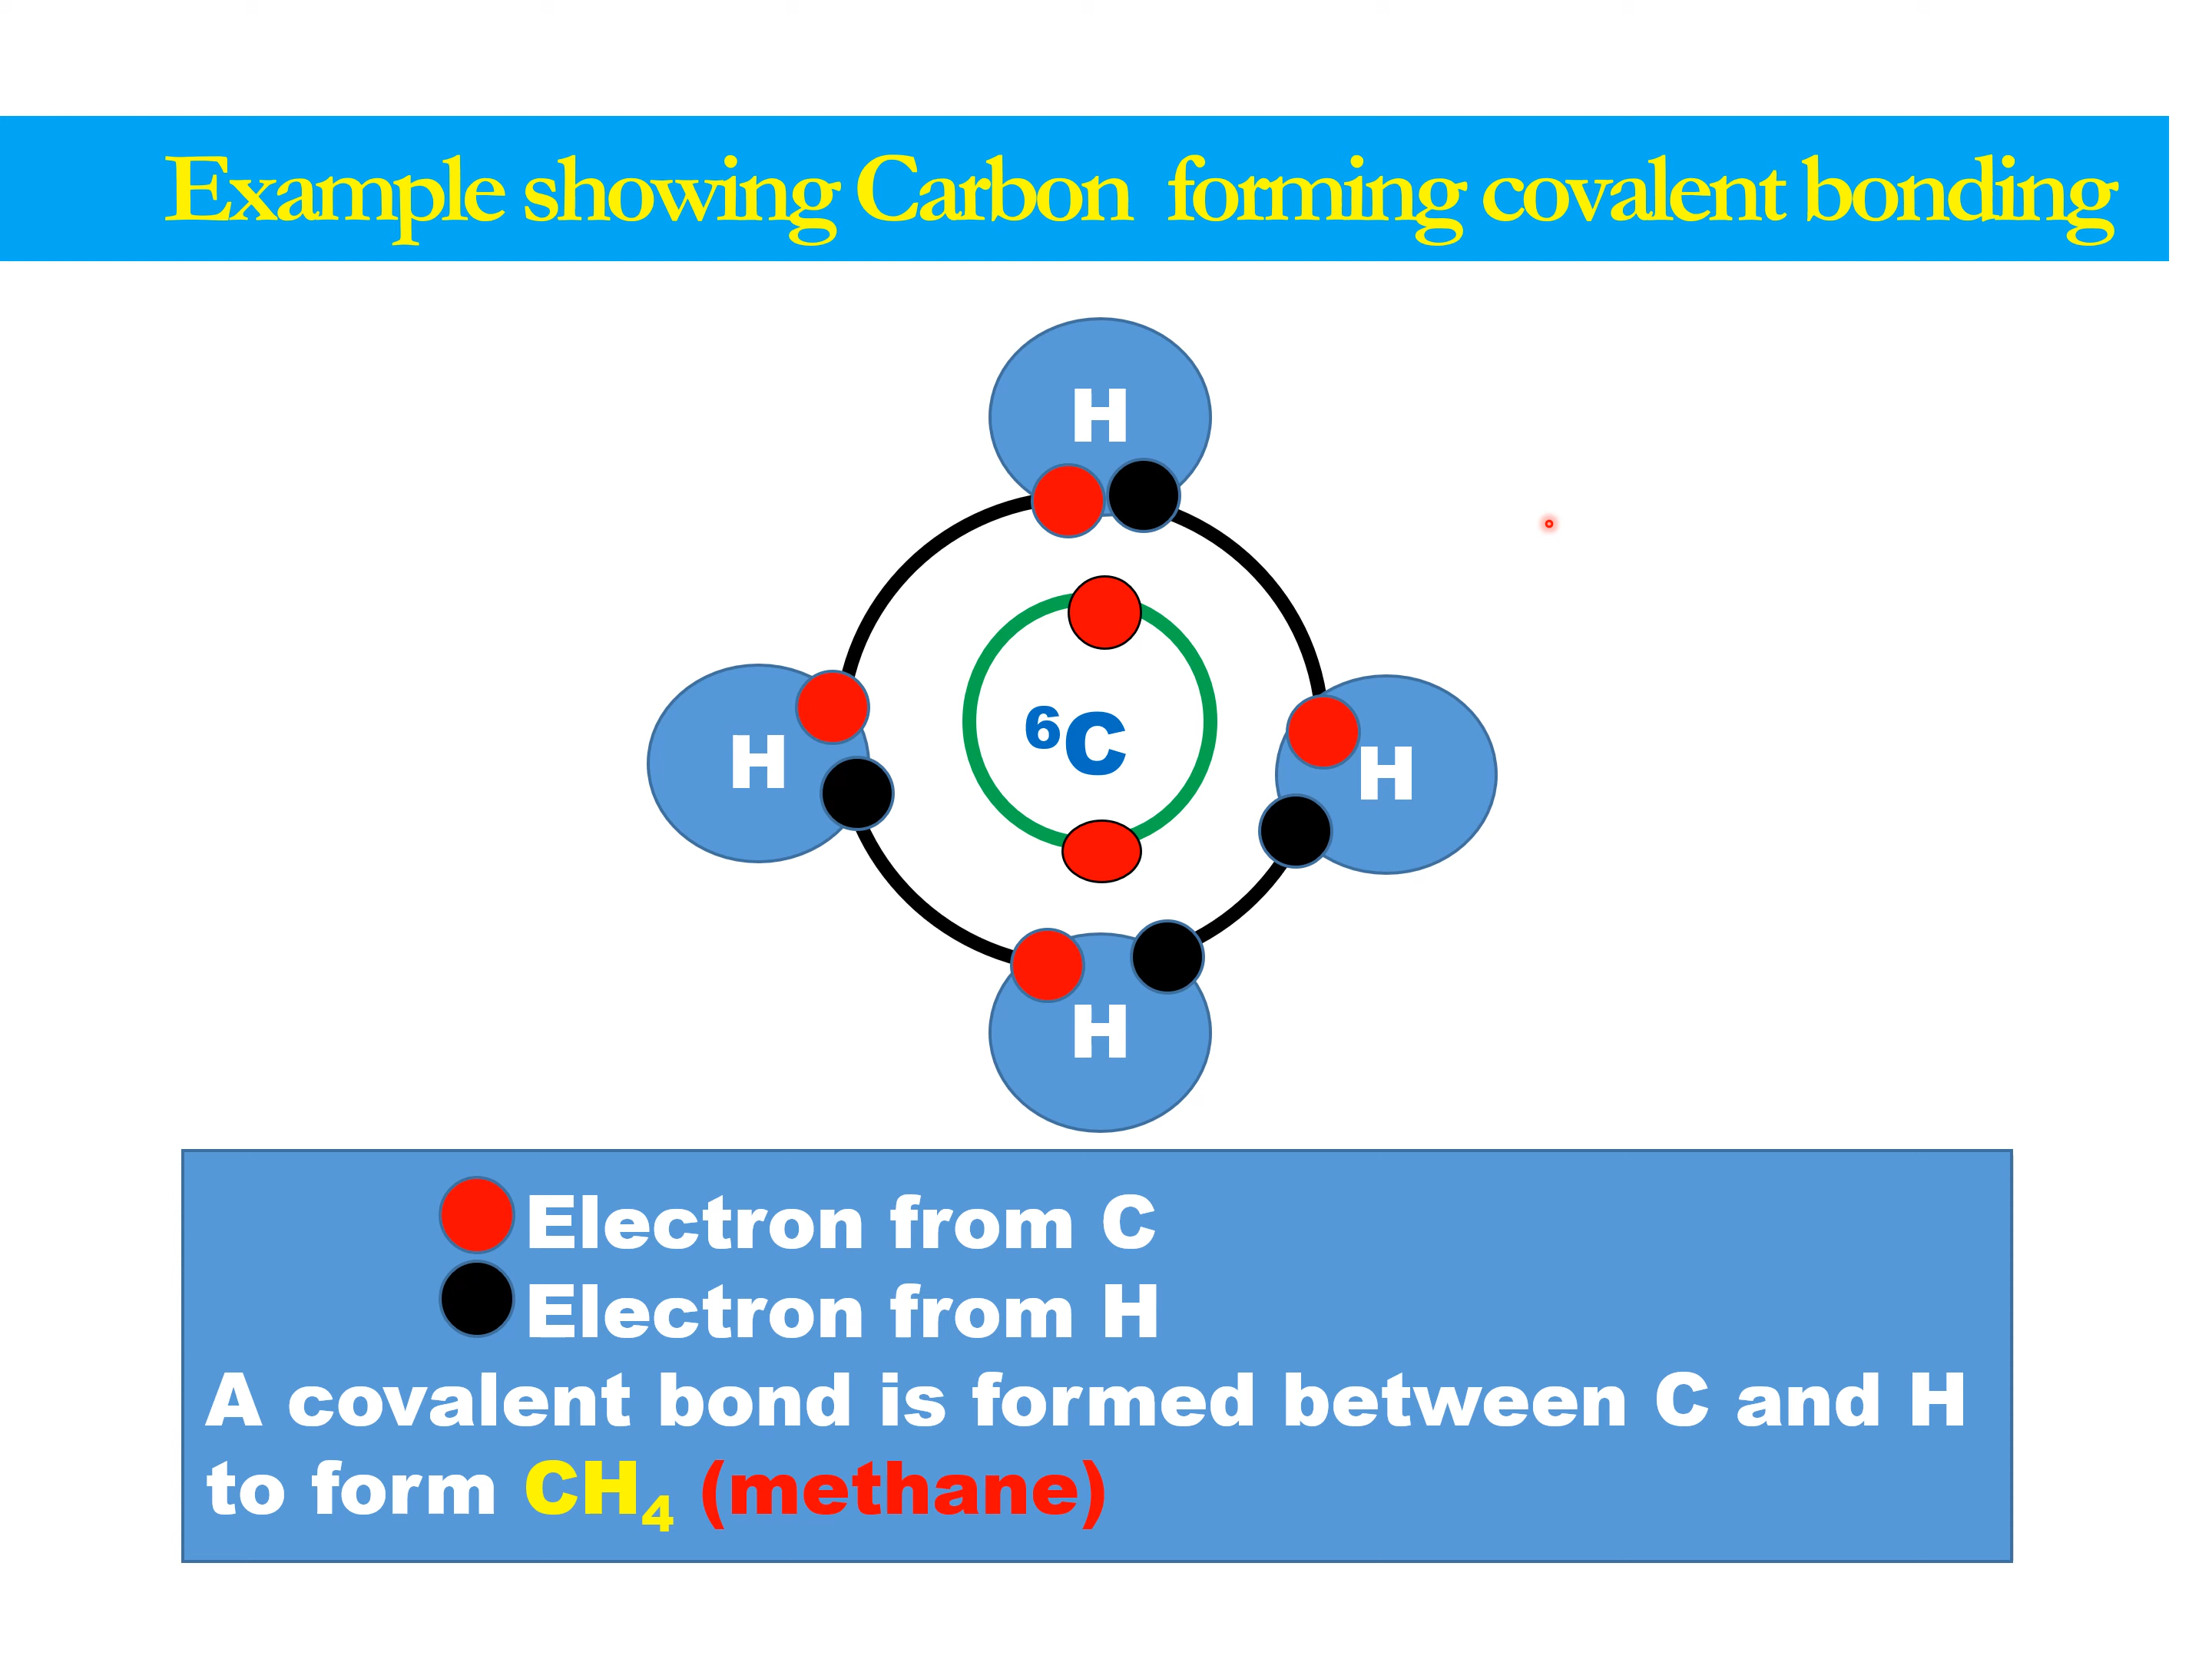 Example showing Carbon forming covalent bonding
H
H
⁶C
H
H
Electron from C
Electron from H
A covalent bond is formed between C and H
to form CH₄ (methane)